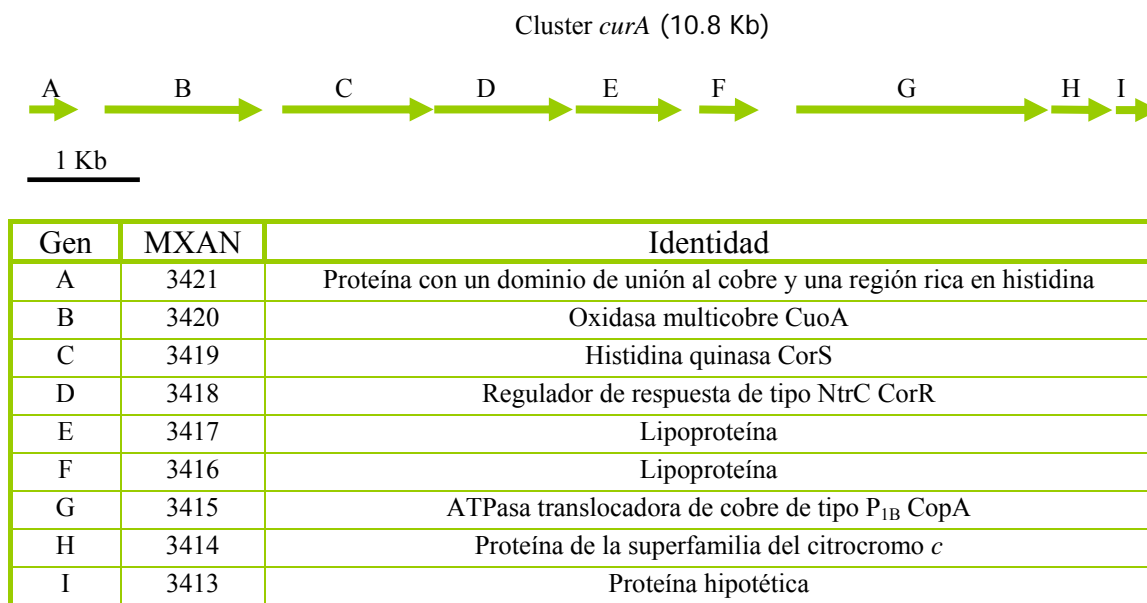 Cluster curA (10.8 Kb)
A B C D E F G H I
1 Kb
Gen MXAN Identidad
A 3421 Proteína con un dominio de unión al cobre y una región rica en histidina
B 3420 Oxidasa multicobre CuoA
C 3419 Histidina quinasa CorS
D 3418 Regulador de respuesta de tipo NtrC CorR
E 3417 Lipoproteína
F 3416 Lipoproteína
G 3415 ATPasa translocadora de cobre de tipo P1B CopA
H 3414 Proteína de la superfamilia del citrocromo c
I 3413 Proteína hipotética